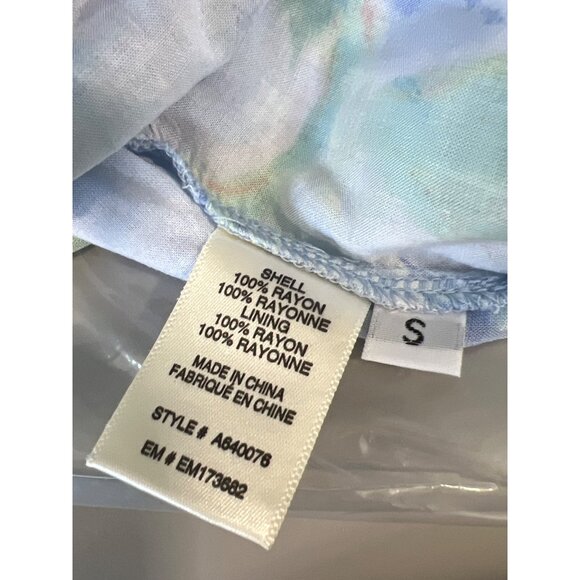 SHELL
100% RAYON
100% RAYONNE
LINING
100% RAYON
100% RAYONNE
MADE IN CHINA
FABRIQUÉ EN CHINE
STYLE# A640076
EM # EM173682
S